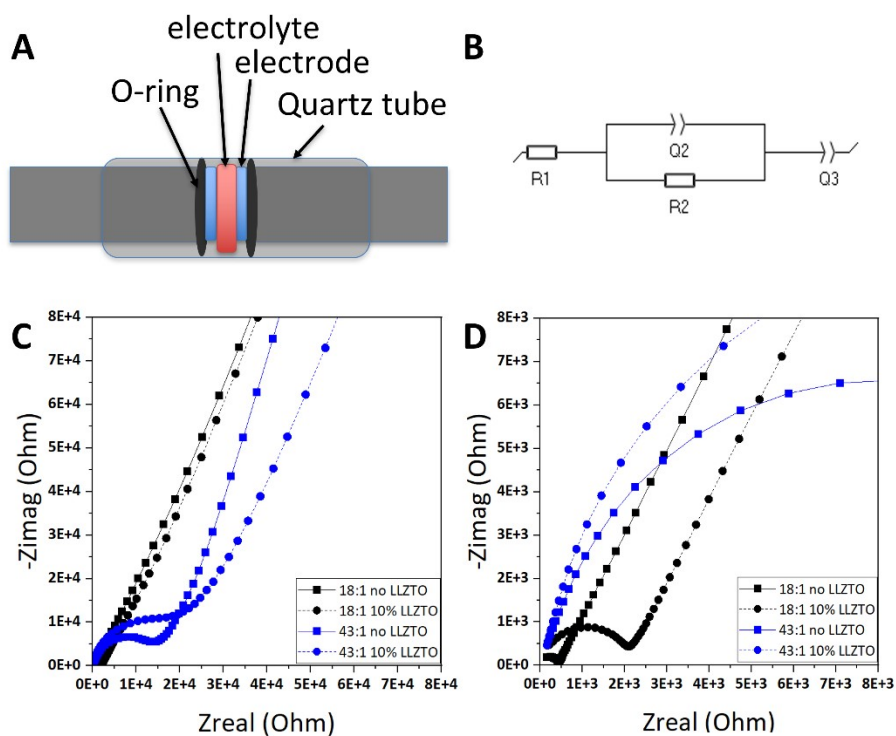 A
electrolyte
electrode
O-ring
Quartz tube
B
Q2
R1
R2
Q3
C
8E+4
7E+4
6E+4
5E+4
4E+4
3E+4
2E+4
1E+4
0E+0
-Zimag (Ohm)
18:1 no LLZTO
18:1 10% LLZTO
43:1 no LLZTO
43:1 10% LLZTO
0E+0 1E+4 2E+4 3E+4 4E+4 5E+4 6E+4 7E+4 8E+4
Zreal (Ohm)
D
8E+3
7E+3
6E+3
5E+3
4E+3
3E+3
2E+3
1E+3
0E+0
-Zimag (Ohm)
18:1 no LLZTO
18:1 10% LLZTO
43:1 no LLZTO
43:1 10% LLZTO
0E+0 1E+3 2E+3 3E+3 4E+3 5E+3 6E+3 7E+3 8E+3
Zreal (Ohm)